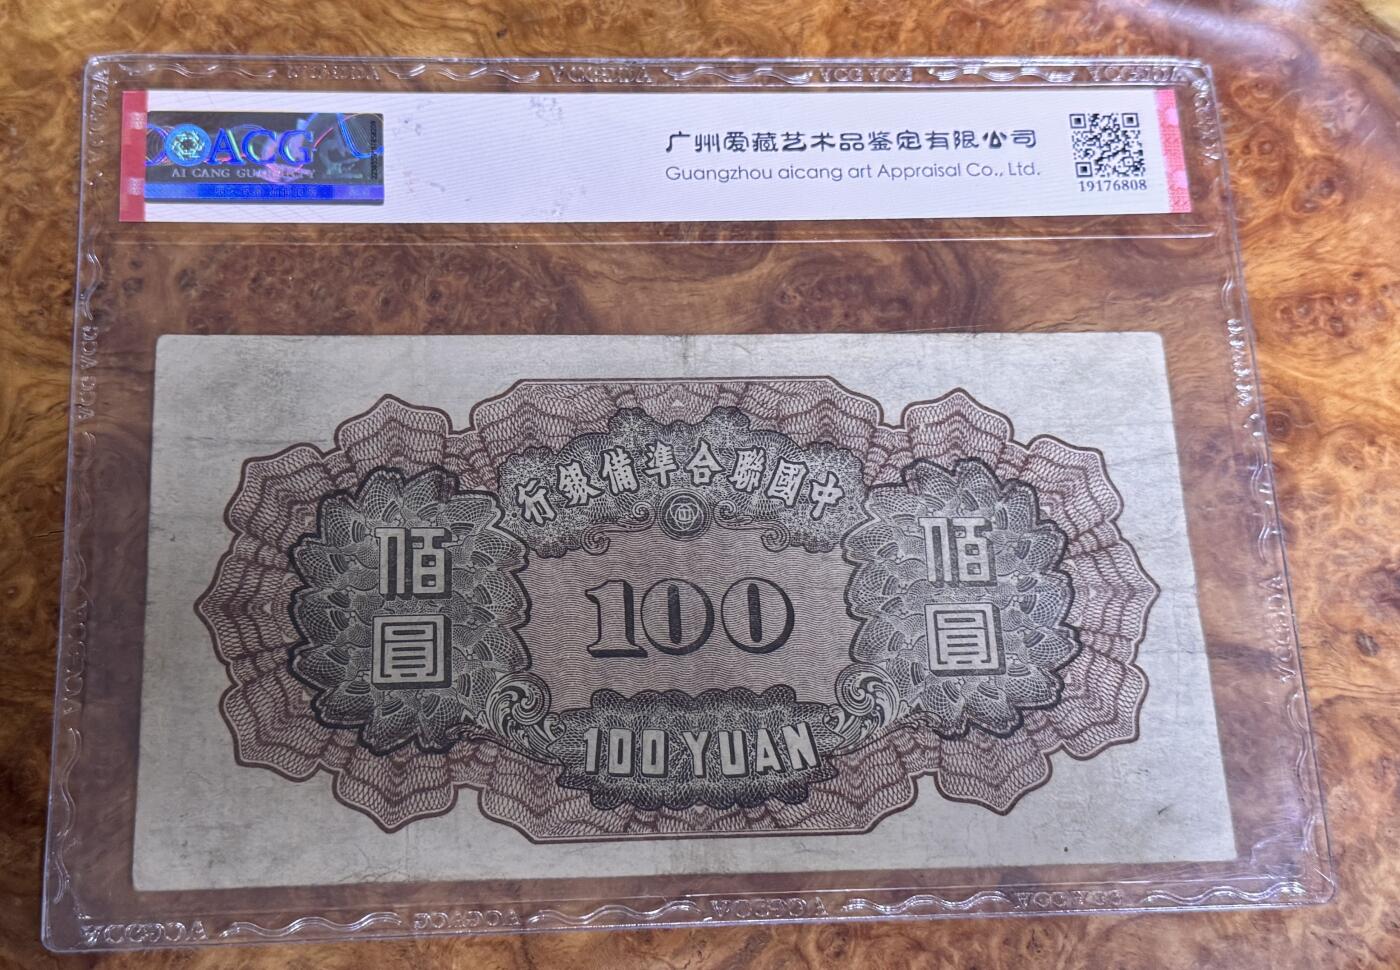 ACG
AI CANG GUARANTY
广州爱藏艺术品鉴定有限公司
Guangzhou aicang art Appraisal Co., Ltd.
19176808
行銀備準合聯國中
佰圓
100
佰圓
100 YUAN